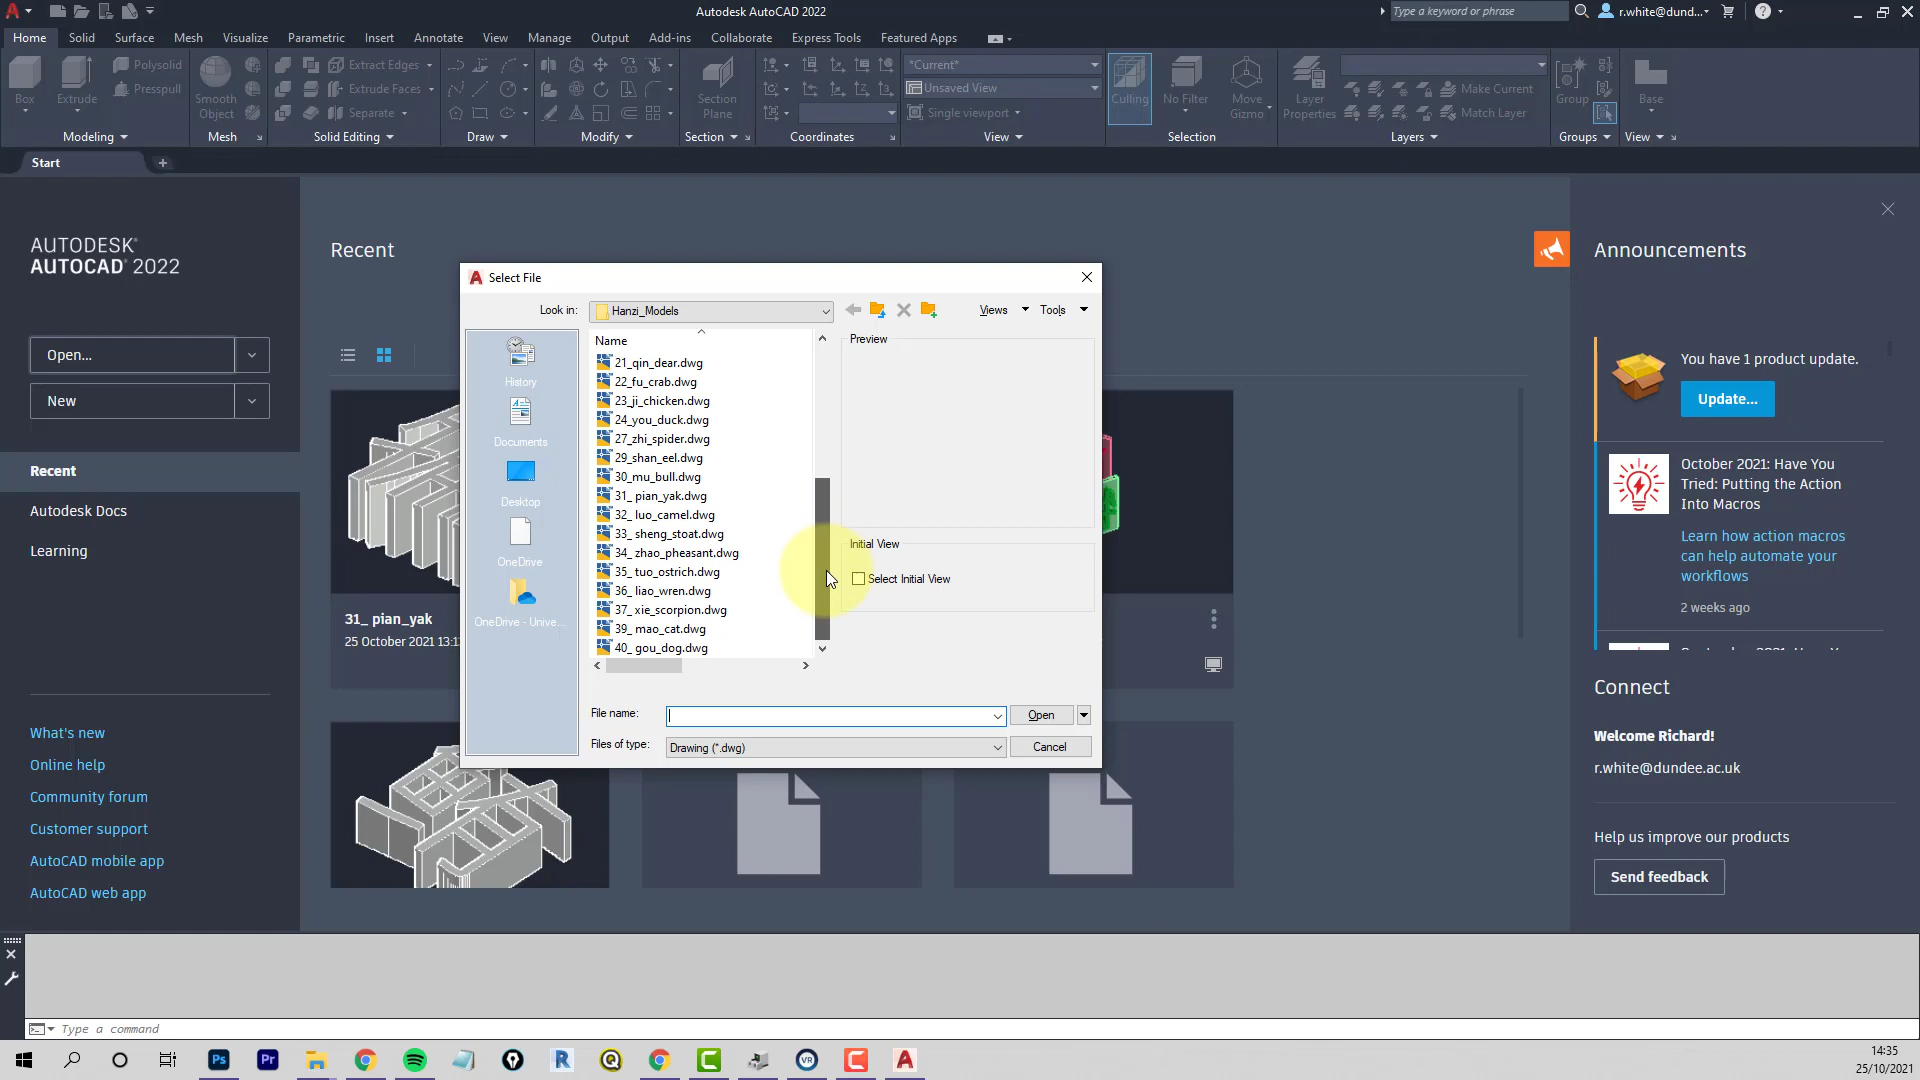 Autodesk AutoCAD 2022
Type a keyword or phrase
r.white@dund...
Home Solid Surface Mesh Visualize Parametric Insert Annotate View Manage Output Add-ins Collaborate Express Tools Featured Apps
Box
Extrude
Polysolid
Presspull
Modeling
Smooth
Object
Mesh
Extract Edges
Extrude Faces
Separate
Solid Editing
Draw
Modify
Section
Plane
Section
Coordinates
*Current*
Unsaved View
Single viewport
View
Culling
No Filter
Move
Gizmo
Selection
Layer
Properties
Make Current
Match Layer
Layers
Group
Groups
Base
View
Start
AUTODESK®
AUTOCAD® 2022
Open...
New
Recent
Autodesk Docs
Learning
What's new
Online help
Community forum
Customer support
AutoCAD mobile app
AutoCAD web app
Recent
31_ pian_yak
25 October 2021 13:1
Select File
Look in:
Hanzi_Models
Views
Tools
History
Documents
Desktop
OneDrive
OneDrive - Unive...
Name
21_qin_dear.dwg
22_fu_crab.dwg
23_ji_chicken.dwg
24_you_duck.dwg
27_zhi_spider.dwg
29_shan_eel.dwg
30_mu_bull.dwg
31_ pian_yak.dwg
32_ luo_camel.dwg
33_ sheng_stoat.dwg
34_ zhao_pheasant.dwg
35_ tuo_ostrich.dwg
36_ liao_wren.dwg
37_ xie_scorpion.dwg
39_ mao_cat.dwg
40_ gou_dog.dwg
Preview
Initial View
Select Initial View
File name:
Open
Files of type:
Drawing (*.dwg)
Cancel
Announcements
You have 1 product update.
Update...
October 2021: Have You
Tried: Putting the Action
Into Macros
Learn how action macros
can help automate your
workflows
2 weeks ago
Connect
Welcome Richard!
r.white@dundee.ac.uk
Help us improve our products
Send feedback
Type a command
Ps
Pr
R
VR
C
A
14:35
25/10/2021